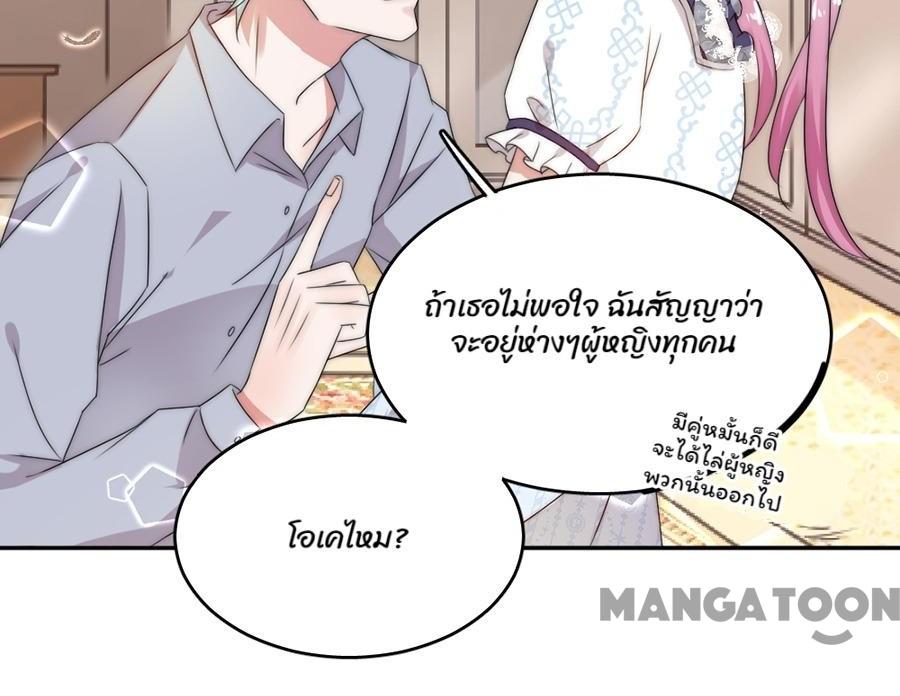 ถ้าเธอไม่พอใจ ฉันสัญญาว่า
จะอยู่ห่างๆผู้หญิงทุกคน
มีคู่หมั้นก็ดี
จะได้ไล่ผู้หญิง
พวกนั้นออกไป
โอเคไหม?
MANGATOON